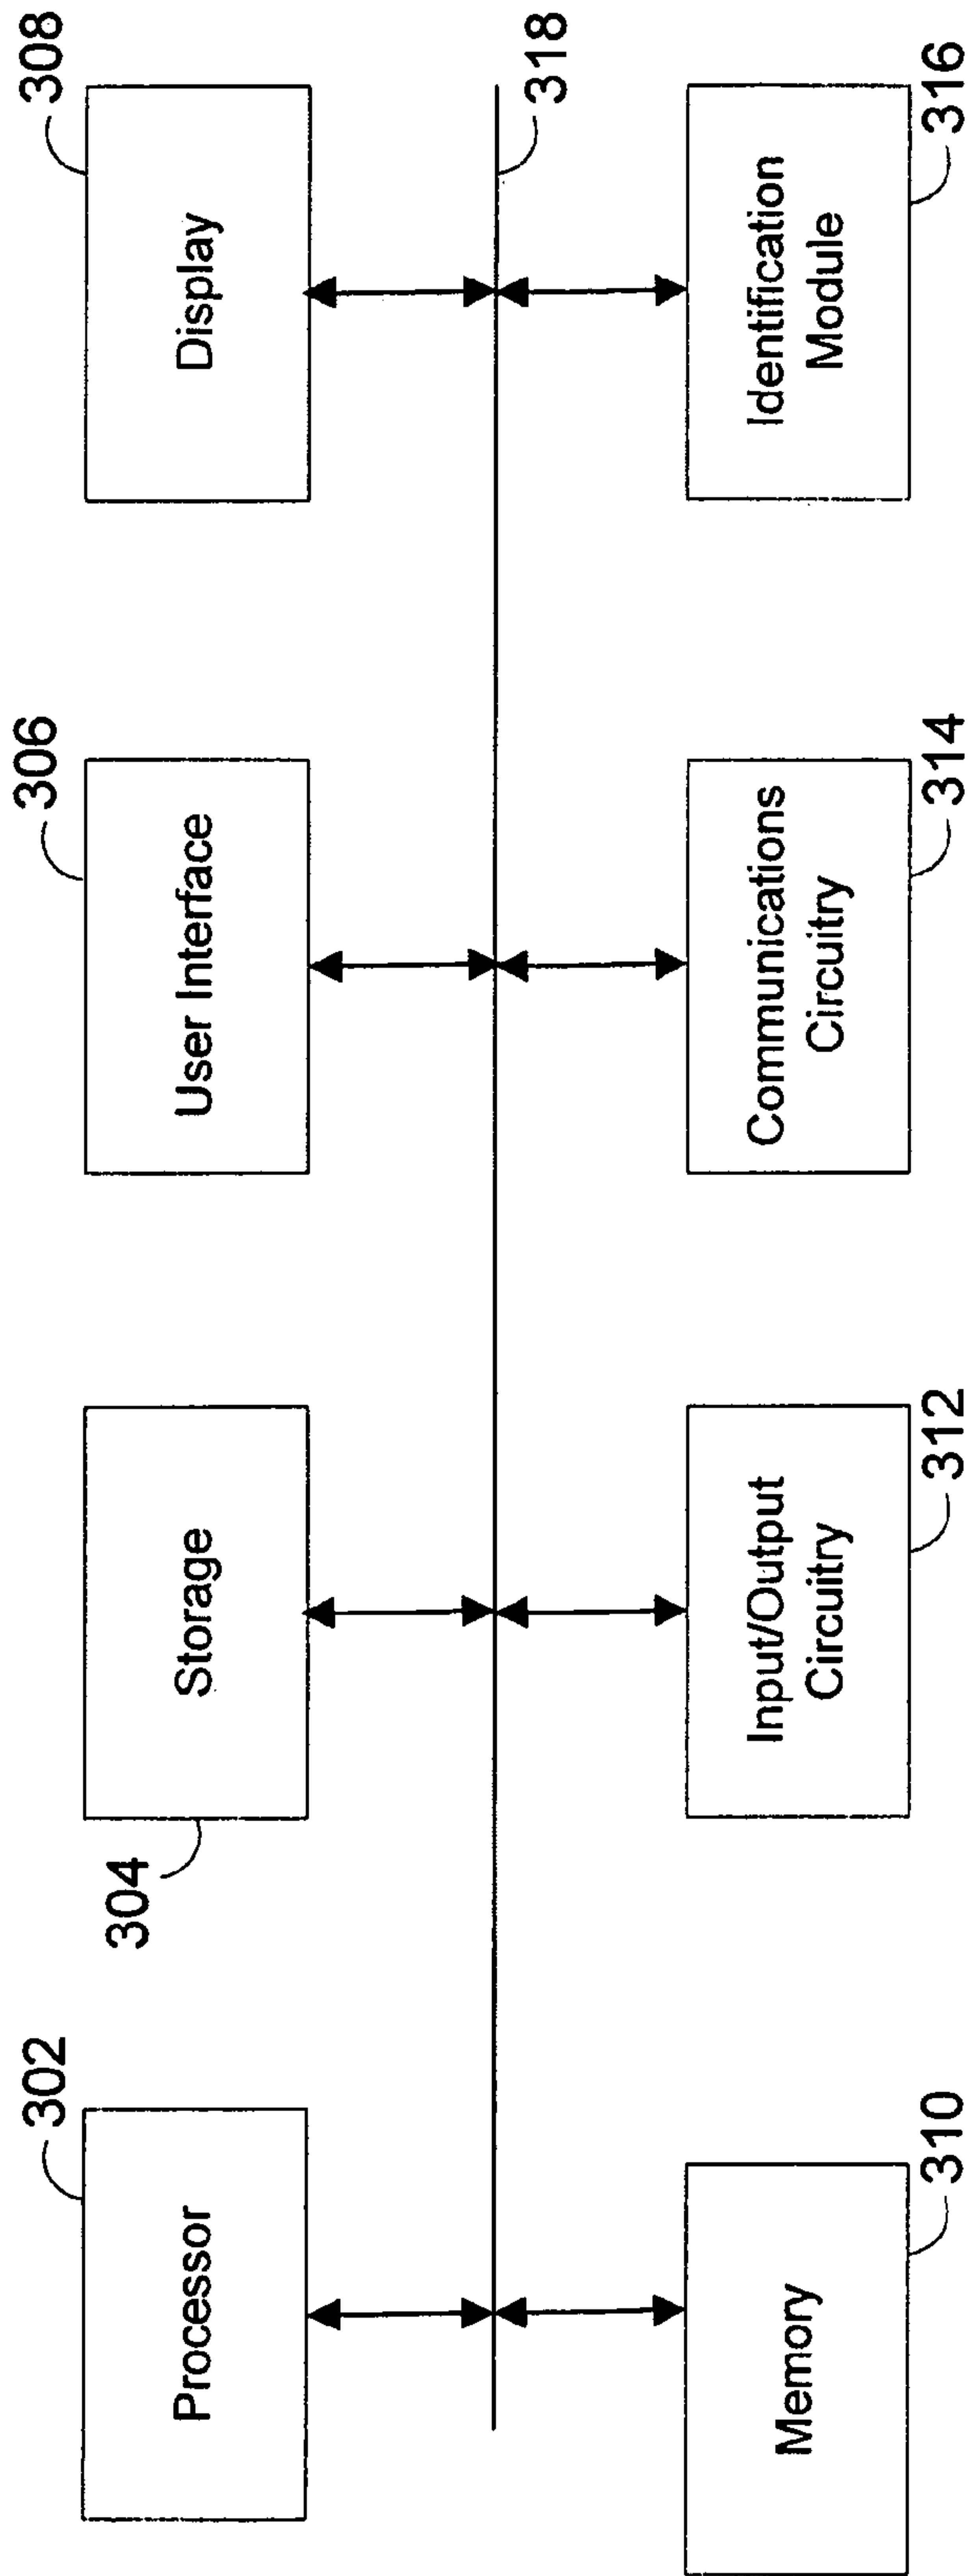 302
304
306
308
Processor
Storage
User Interface
Display
318
Memory
Input/Output
Circuitry
Communications
Circuitry
Identification
Module
310
312
314
316